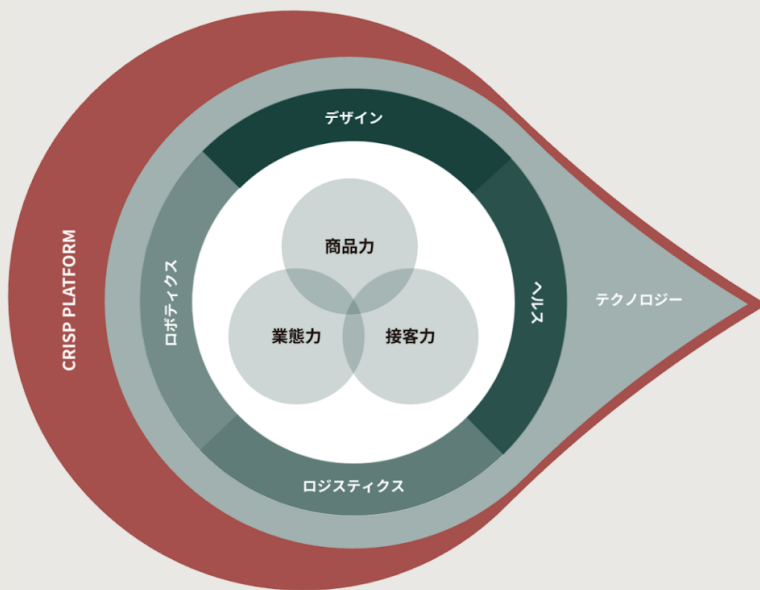 デザイン
商品力
CRISP PLATFORM
ロボティクス
ヘルス
テクノロジー
業態力
接客力
ロジスティクス